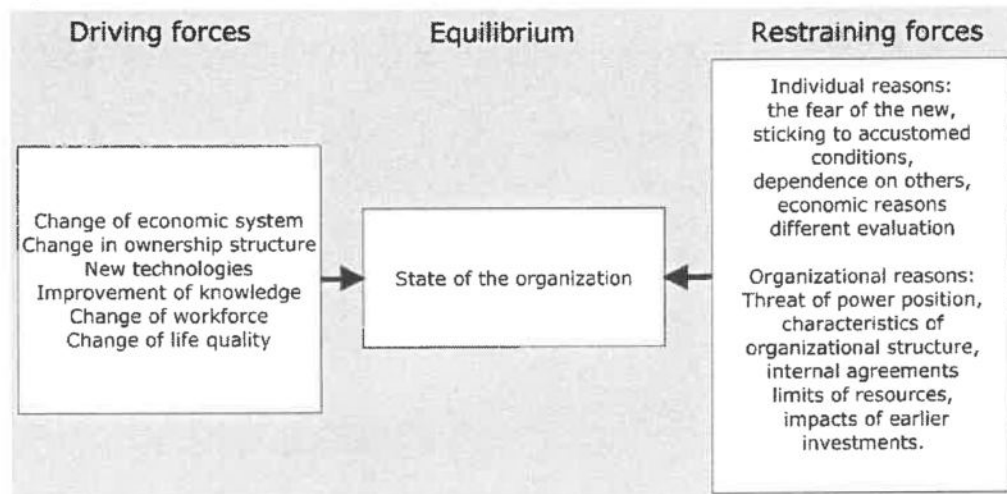 Driving forces
Change of economic system
Change in ownership structure
New technologies
Improvement of knowledge
Change of workforce
Change of life quality
Equilibrium
State of the organization
Restraining forces
Individual reasons:
the fear of the new,
sticking to accustomed
conditions,
dependence on others,
economic reasons
different evaluation
Organizational reasons:
Threat of power position,
characteristics of
organizational structure,
internal agreements
limits of resources,
impacts of earlier
investments.